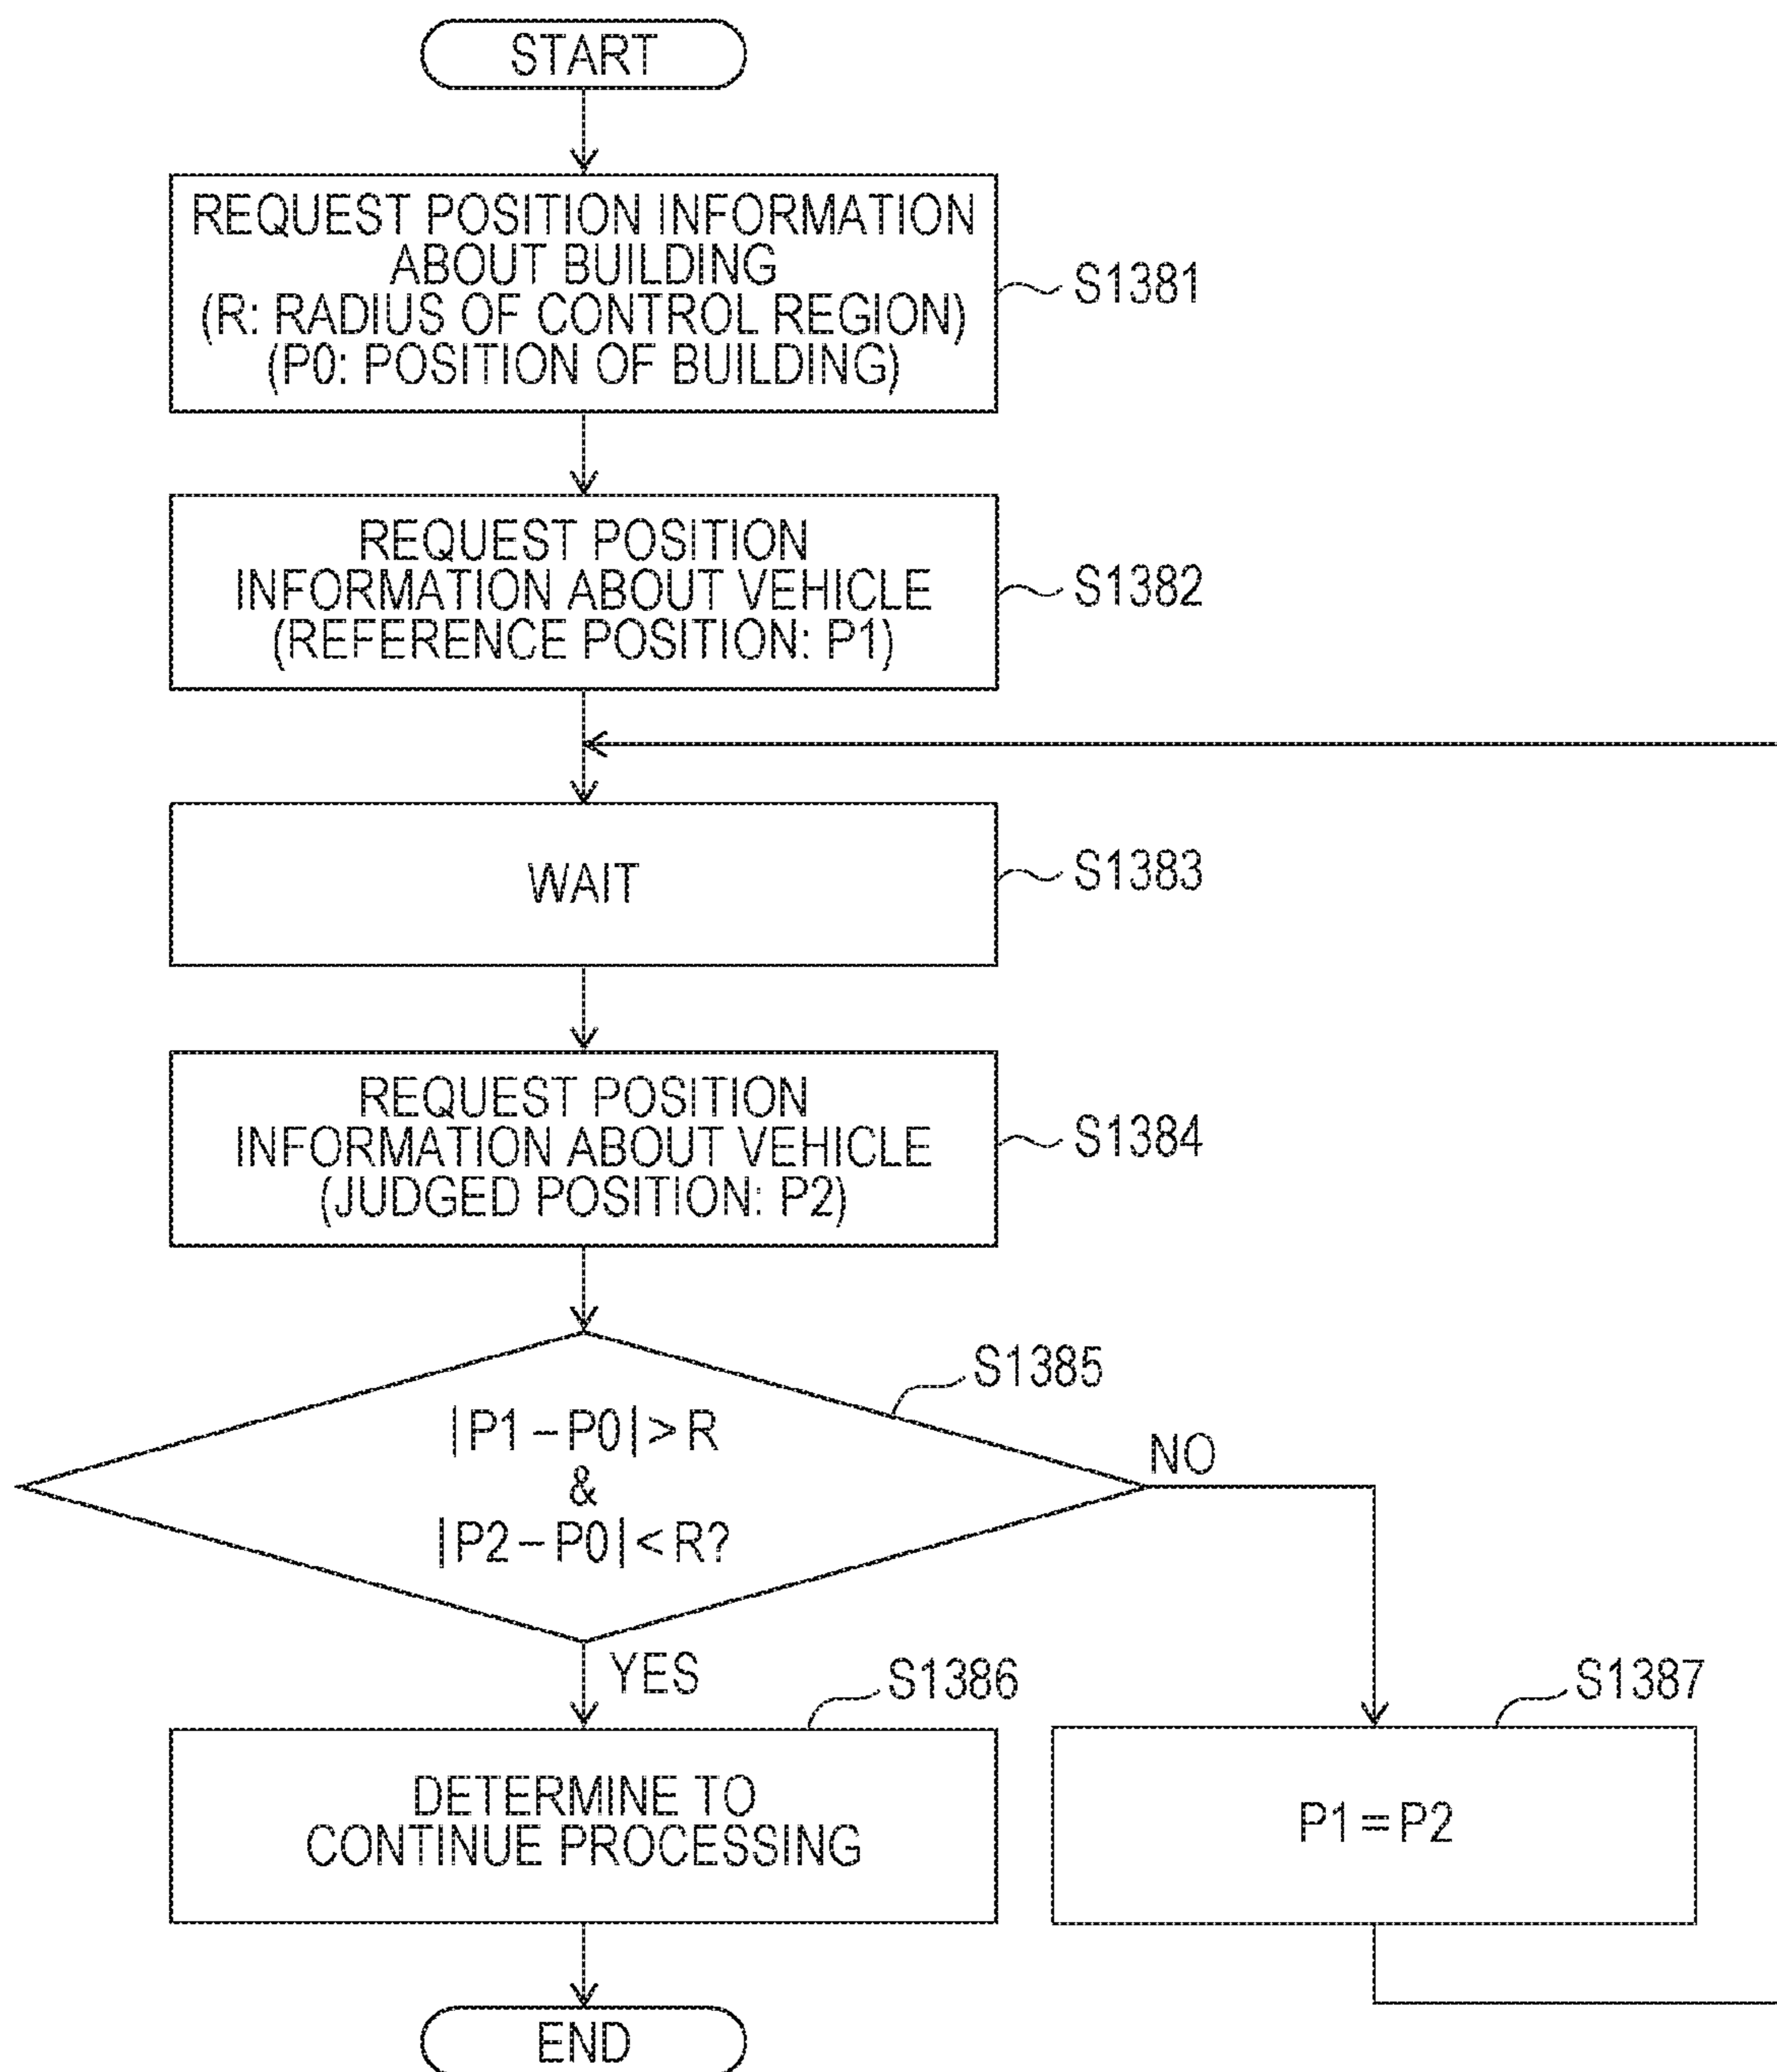 START
REQUEST POSITION INFORMATION
ABOUT BUILDING
(R: RADIUS OF CONTROL REGION)
(P0: POSITION OF BUILDING)
S1381
REQUEST POSITION
INFORMATION ABOUT VEHICLE
(REFERENCE POSITION: P1)
S1382
WAIT
S1383
REQUEST POSITION
INFORMATION ABOUT VEHICLE
(JUDGED POSITION: P2)
S1384
S1385
|P1–P0|>R
&
|P2–P0|<R?
NO
YES
S1386
DETERMINE TO
CONTINUE PROCESSING
S1387
P1=P2
END